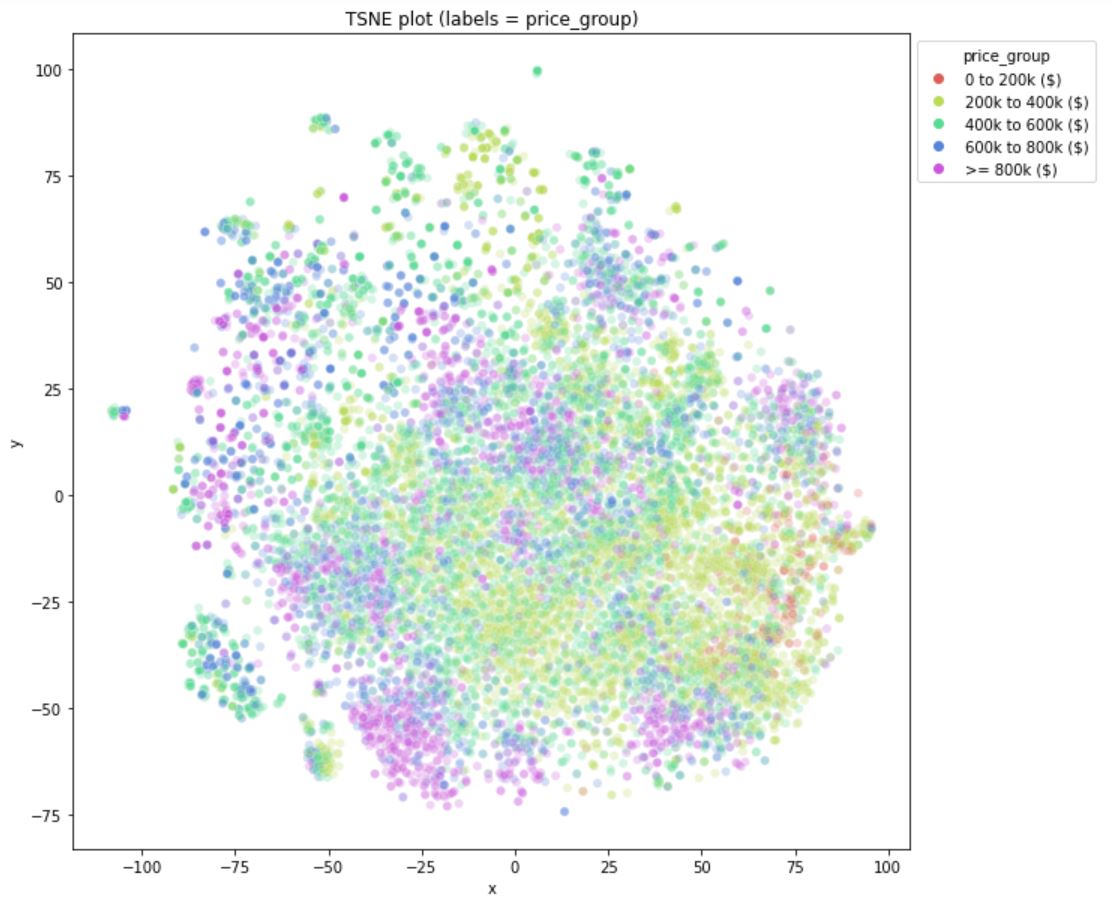 TSNE plot (labels = price_group)
price_group
0 to 200k ($)
200k to 400k ($)
400k to 600k ($)
600k to 800k ($)
>= 800k ($)
100
75
50
25
0
−25
−50
−75
y
−100
−75
−50
−25
0
25
50
75
100
x